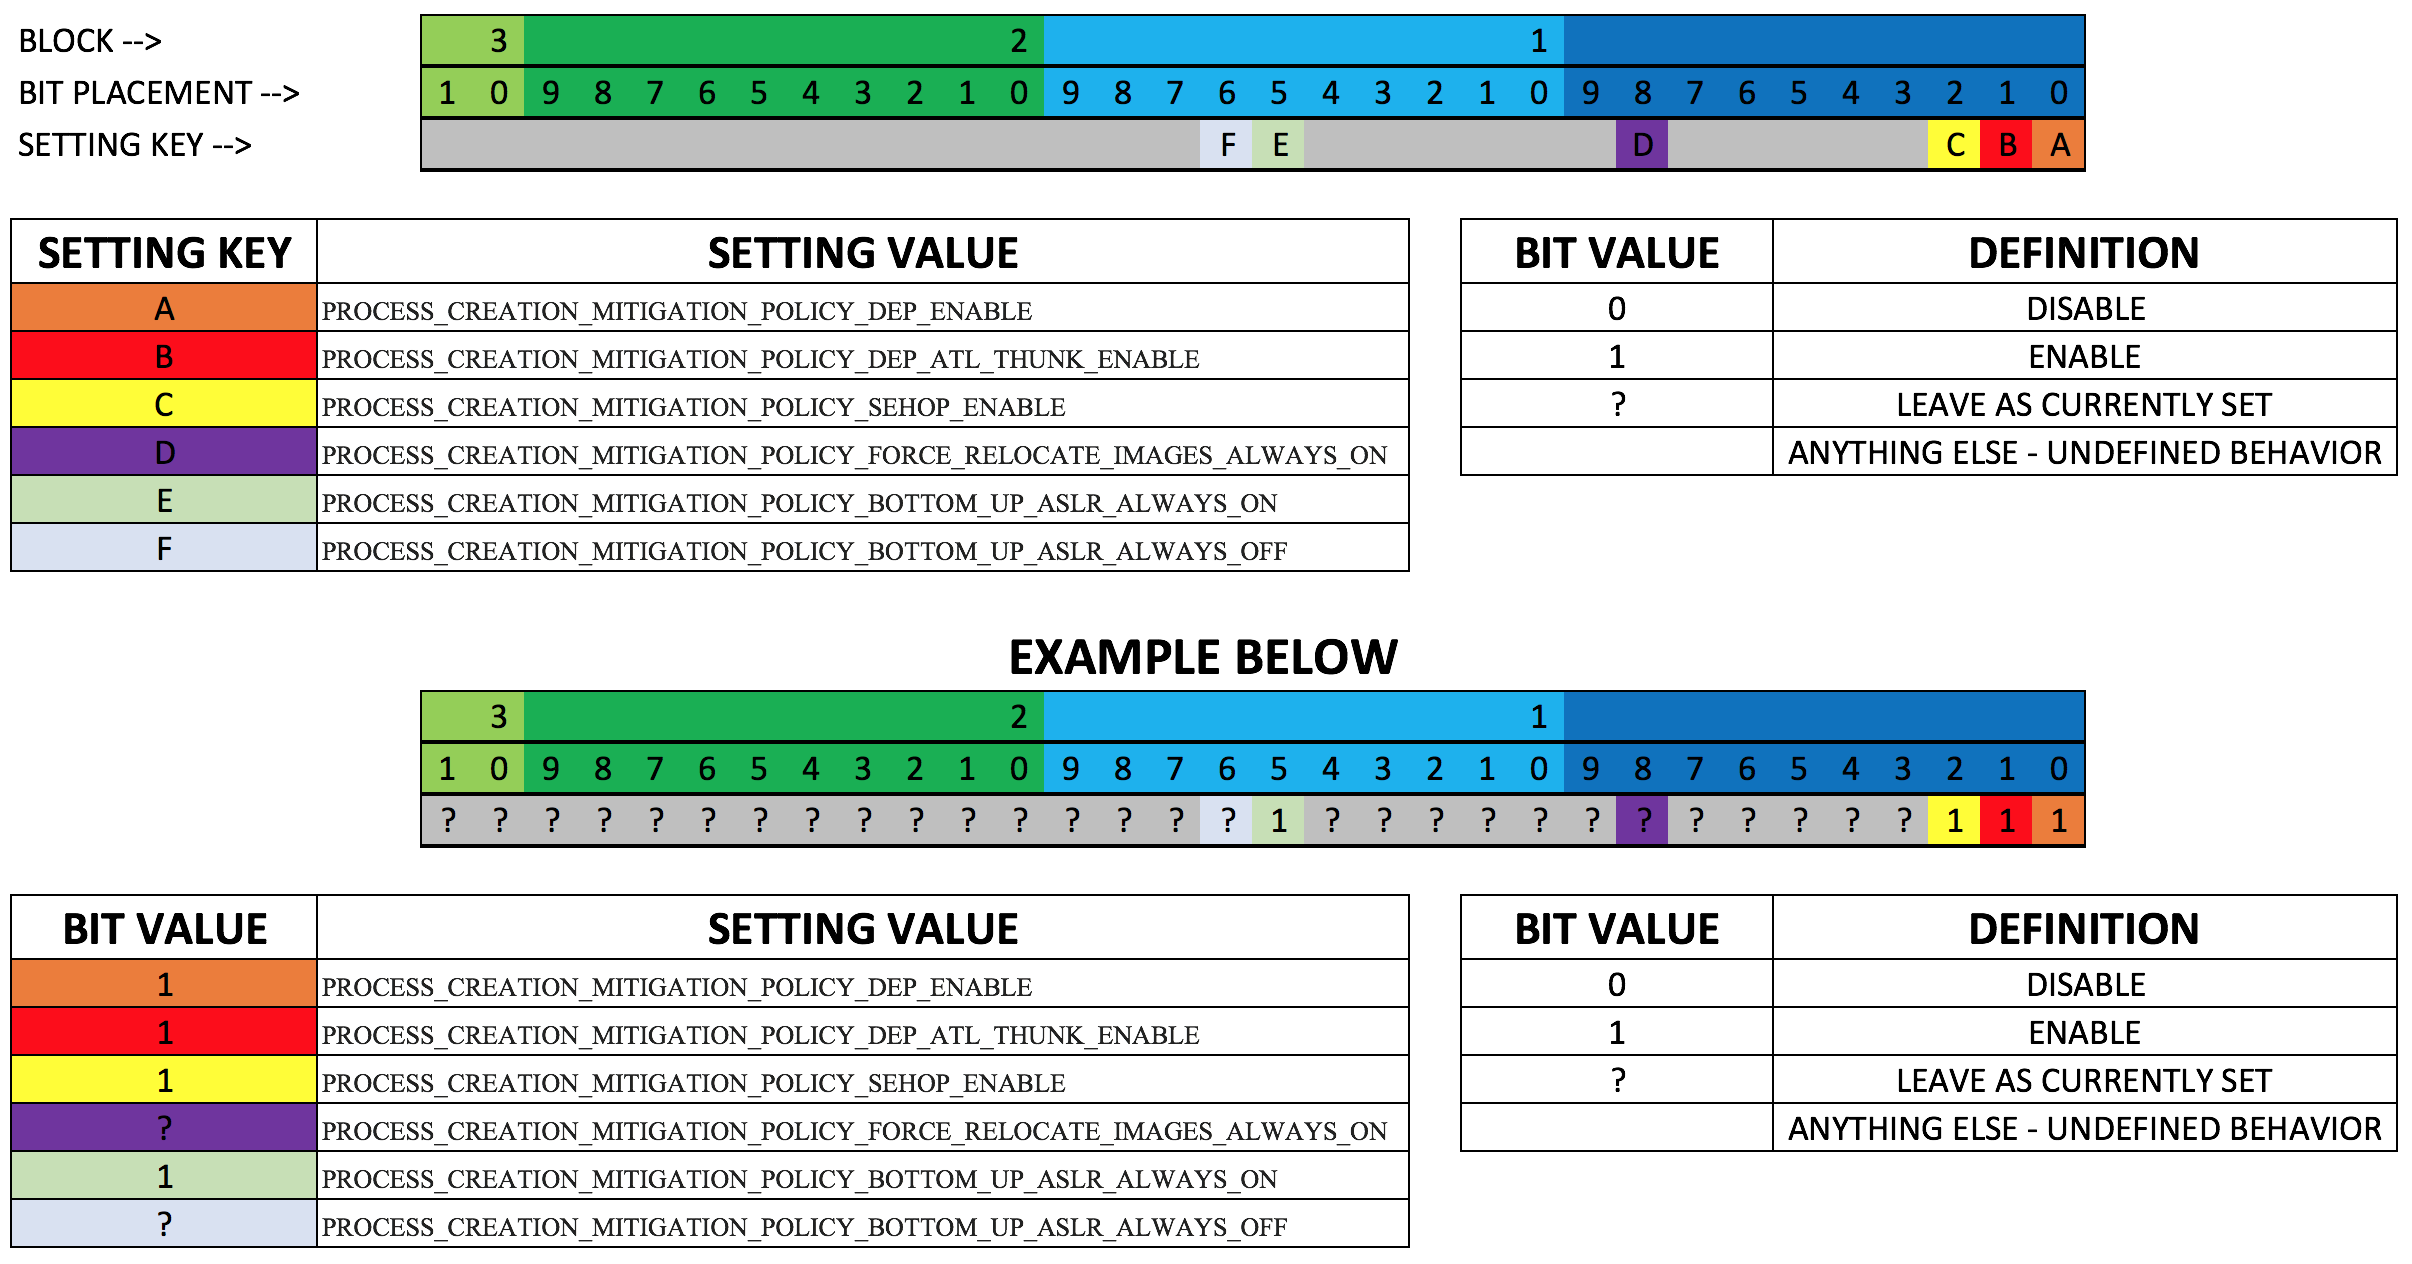 BLOCK --> 3 2 1
BIT PLACEMENT --> 1 0 9 8 7 6 5 4 3 2 1 0 9 8 7 6 5 4 3 2 1 0 9 8 7 6 5 4 3 2 1 0
SETTING KEY --> F E D C B A
SETTING KEY SETTING VALUE
A PROCESS_CREATION_MITIGATION_POLICY_DEP_ENABLE
B PROCESS_CREATION_MITIGATION_POLICY_DEP_ATL_THUNK_ENABLE
C PROCESS_CREATION_MITIGATION_POLICY_SEHOP_ENABLE
D PROCESS_CREATION_MITIGATION_POLICY_FORCE_RELOCATE_IMAGES_ALWAYS_ON
E PROCESS_CREATION_MITIGATION_POLICY_BOTTOM_UP_ASLR_ALWAYS_ON
F PROCESS_CREATION_MITIGATION_POLICY_BOTTOM_UP_ASLR_ALWAYS_OFF
BIT VALUE DEFINITION
0 DISABLE
1 ENABLE
? LEAVE AS CURRENTLY SET
ANYTHING ELSE - UNDEFINED BEHAVIOR
EXAMPLE BELOW
3 2 1
1 0 9 8 7 6 5 4 3 2 1 0 9 8 7 6 5 4 3 2 1 0 9 8 7 6 5 4 3 2 1 0
? ? ? ? ? ? ? ? ? ? ? ? ? ? ? ? 1 ? ? ? ? ? ? ? ? ? ? ? ? 1 1 1
BIT VALUE SETTING VALUE
1 PROCESS_CREATION_MITIGATION_POLICY_DEP_ENABLE
1 PROCESS_CREATION_MITIGATION_POLICY_DEP_ATL_THUNK_ENABLE
1 PROCESS_CREATION_MITIGATION_POLICY_SEHOP_ENABLE
? PROCESS_CREATION_MITIGATION_POLICY_FORCE_RELOCATE_IMAGES_ALWAYS_ON
1 PROCESS_CREATION_MITIGATION_POLICY_BOTTOM_UP_ASLR_ALWAYS_ON
? PROCESS_CREATION_MITIGATION_POLICY_BOTTOM_UP_ASLR_ALWAYS_OFF
BIT VALUE DEFINITION
0 DISABLE
1 ENABLE
? LEAVE AS CURRENTLY SET
ANYTHING ELSE - UNDEFINED BEHAVIOR